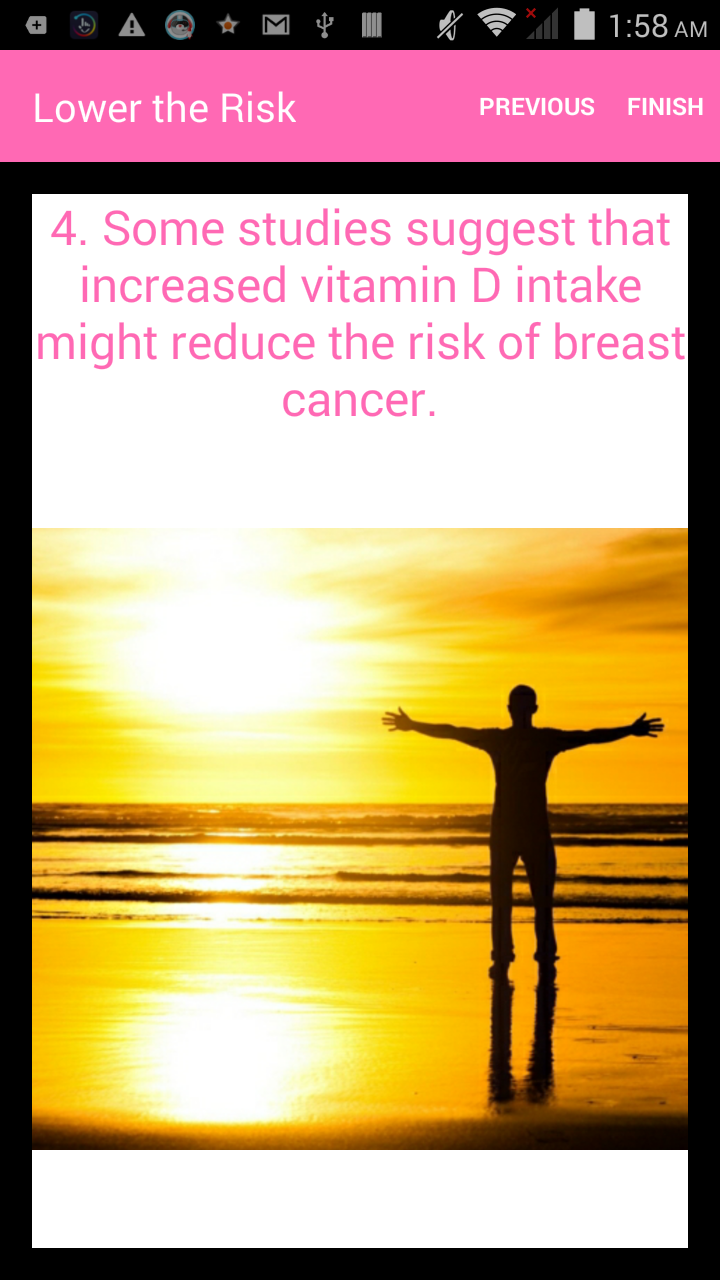 1:58 AM
Lower the Risk
PREVIOUS
FINISH
4. Some studies suggest that
increased vitamin D intake
might reduce the risk of breast
cancer.